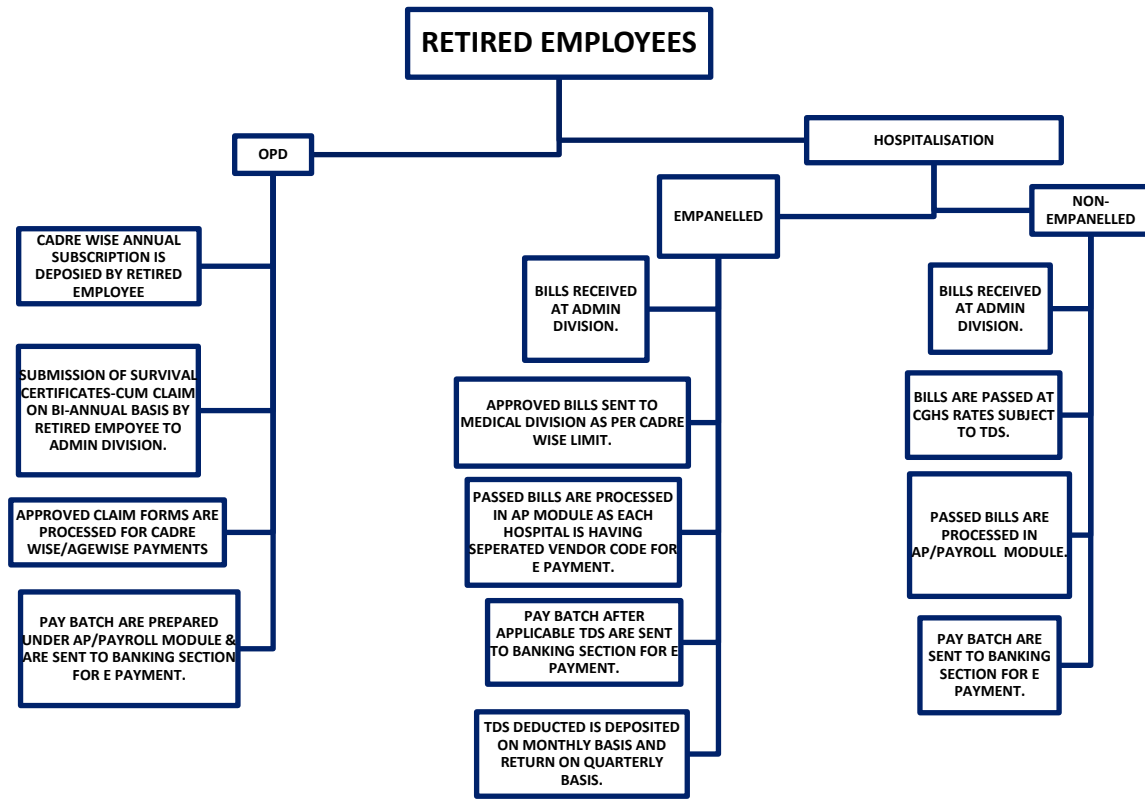 RETIRED EMPLOYEES
OPD
CADRE WISE ANNUAL
SUBSCRIPTION IS
DEPOSIED BY RETIRED
EMPLOYEE
SUBMISSION OF SURVIVAL
CERTIFICATES-CUM CLAIM
ON BI-ANNUAL BASIS BY
RETIRED EMPOYEE TO
ADMIN DIVISION.
APPROVED CLAIM FORMS ARE
PROCESSED FOR CADRE
WISE/AGEWISE PAYMENTS
PAY BATCH ARE PREPARED
UNDER AP/PAYROLL MODULE &
ARE SENT TO BANKING SECTION
FOR E PAYMENT.
HOSPITALISATION
EMPANELLED
BILLS RECEIVED
AT ADMIN
DIVISION.
APPROVED BILLS SENT TO
MEDICAL DIVISION AS PER CADRE
WISE LIMIT.
PASSED BILLS ARE PROCESSED
IN AP MODULE AS EACH
HOSPITAL IS HAVING
SEPERATED VENDOR CODE FOR
E PAYMENT.
PAY BATCH AFTER
APPLICABLE TDS ARE SENT
TO BANKING SECTION FOR E
PAYMENT.
TDS DEDUCTED IS DEPOSITED
ON MONTHLY BASIS AND
RETURN ON QUARTERLY
BASIS.
NON-
EMPANELLED
BILLS RECEIVED
AT ADMIN
DIVISION.
BILLS ARE PASSED AT
CGHS RATES SUBJECT
TO TDS.
PASSED BILLS ARE
PROCESSED IN
AP/PAYROLL MODULE.
PAY BATCH ARE
SENT TO BANKING
SECTION FOR E
PAYMENT.